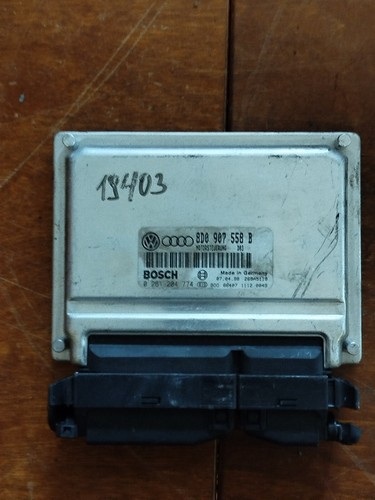 19403
8D0 907 558 B
MOTORSTEUERUNG
BOSCH
Made in Germany
0 261 204 774